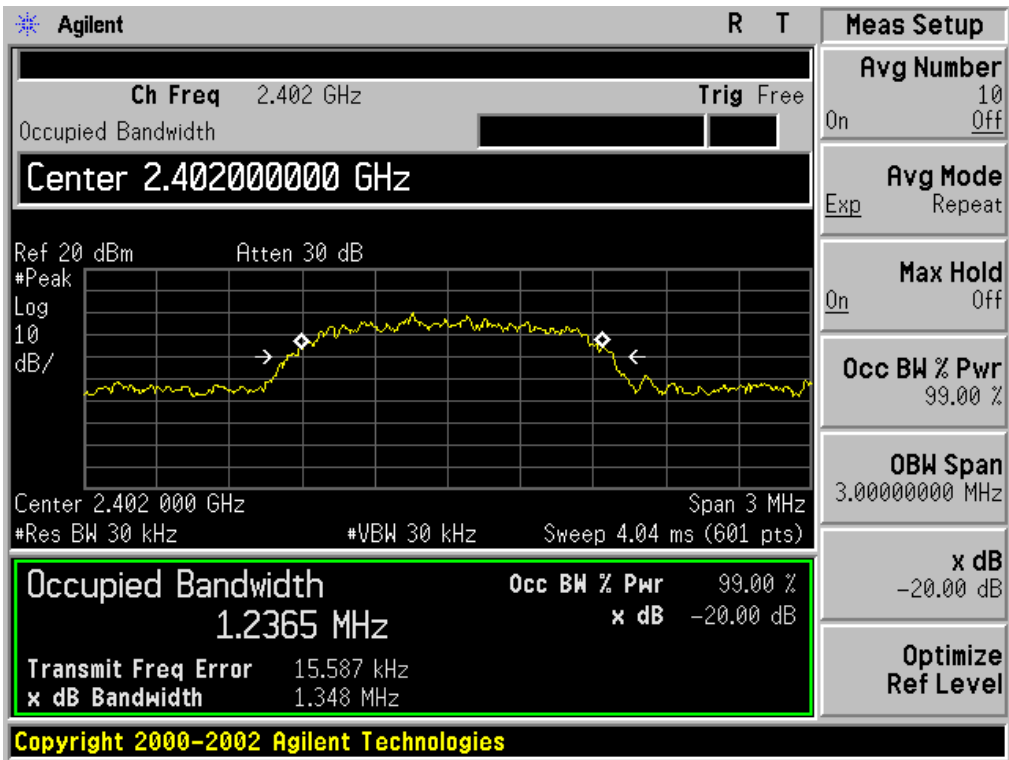 Agilent R T
Ch Freq 2.402 GHz Trig Free
Occupied Bandwidth
Center 2.402000000 GHz
Ref 20 dBm Atten 30 dB
#Peak
Log
10
dB/
Center 2.402 000 GHz Span 3 MHz
#Res BW 30 kHz #VBW 30 kHz Sweep 4.04 ms (601 pts)
Occupied Bandwidth Occ BW % Pwr 99.00 %
1.2365 MHz x dB -20.00 dB
Transmit Freq Error 15.587 kHz
x dB Bandwidth 1.348 MHz
Copyright 2000-2002 Agilent Technologies
Meas Setup
Avg Number
10
On Off
Avg Mode
Exp Repeat
Max Hold
On Off
Occ BW % Pwr
99.00 %
OBW Span
3.00000000 MHz
x dB
-20.00 dB
Optimize
Ref Level